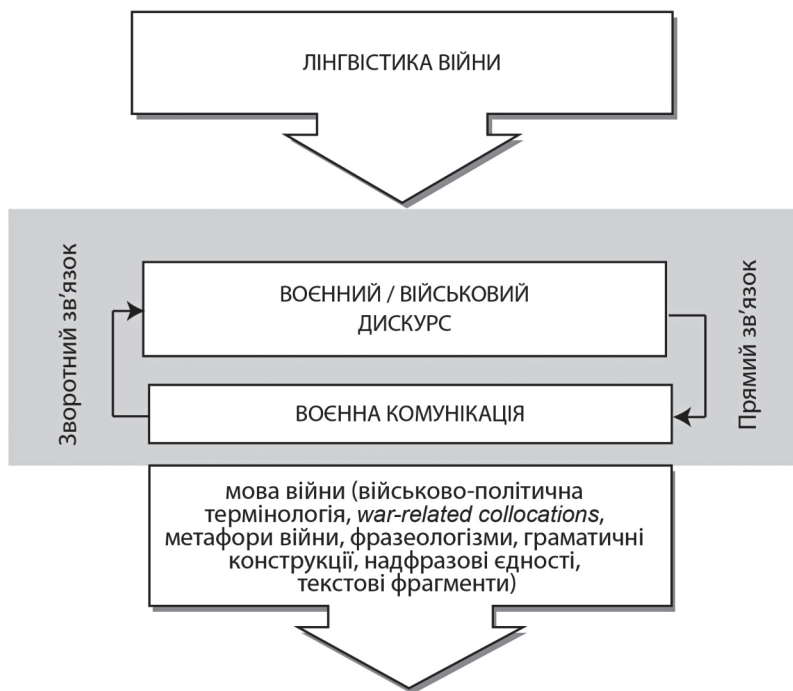 ЛІНГВІСТИКА ВІЙНИ
Зворотний зв'язок
ВОЄННИЙ / ВІЙСЬКОВИЙ
ДИСКУРС
Прямий зв'язок
ВОЄННА КОМУНІКАЦІЯ
мова війни (військово-політична
термінологія, war-related collocations,
метафори війни, фразеологізми, граматичні
конструкції, надфразові єдності,
текстові фрагменти)